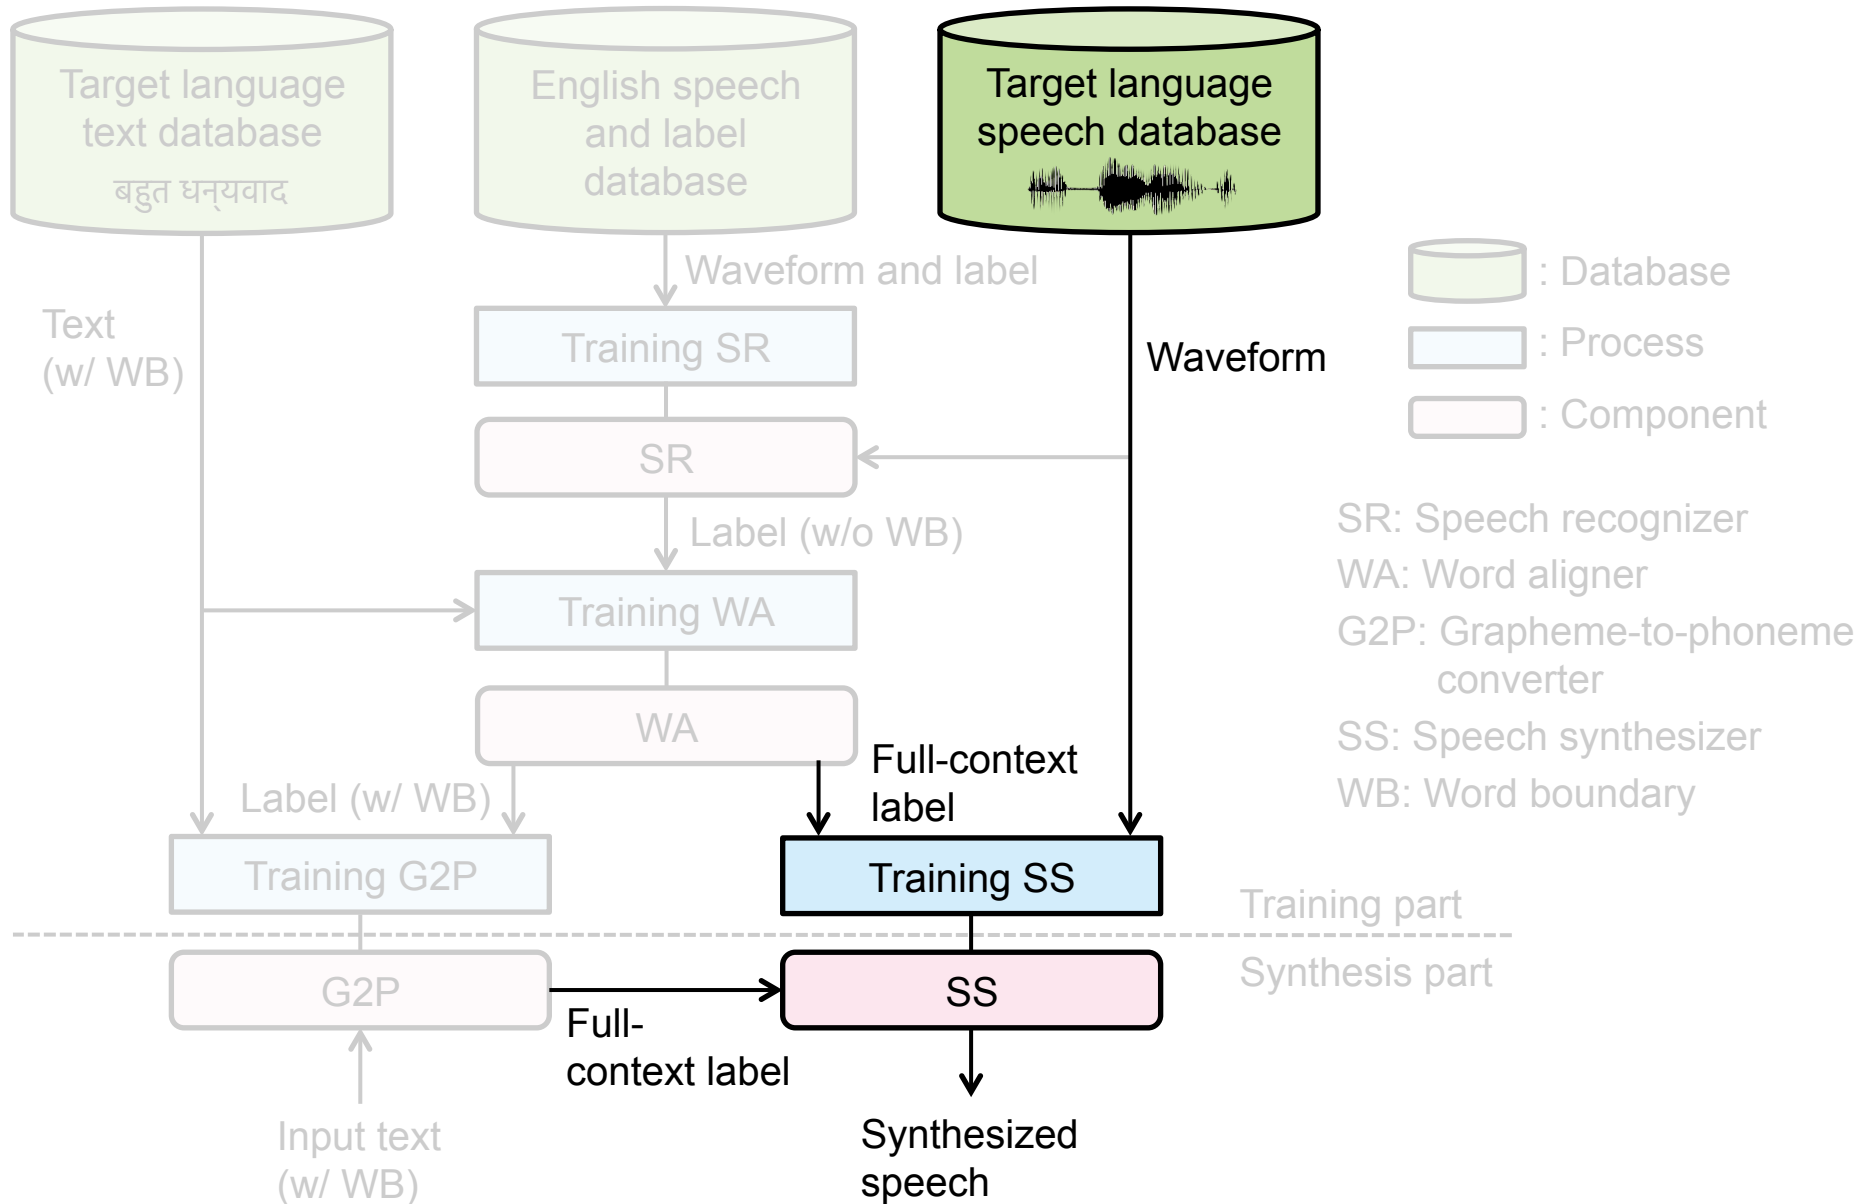 Target language
text database
बहुत धन्‌यवाद
English speech
and label
database
Target language
speech database
Waveform and label
: Database
Text
(w/ WB)
Training SR
Waveform
: Process
: Component
SR
Label (w/o WB)
SR: Speech recognizer
WA: Word aligner
Training WA
G2P: Grapheme-to-phoneme
converter
WA
SS: Speech synthesizer
Full-context
label
Label (w/ WB)
WB: Word boundary
Training G2P
Training SS
Training part
Synthesis part
G2P
SS
Full-
context label
Input text
(w/ WB)
Synthesized
speech